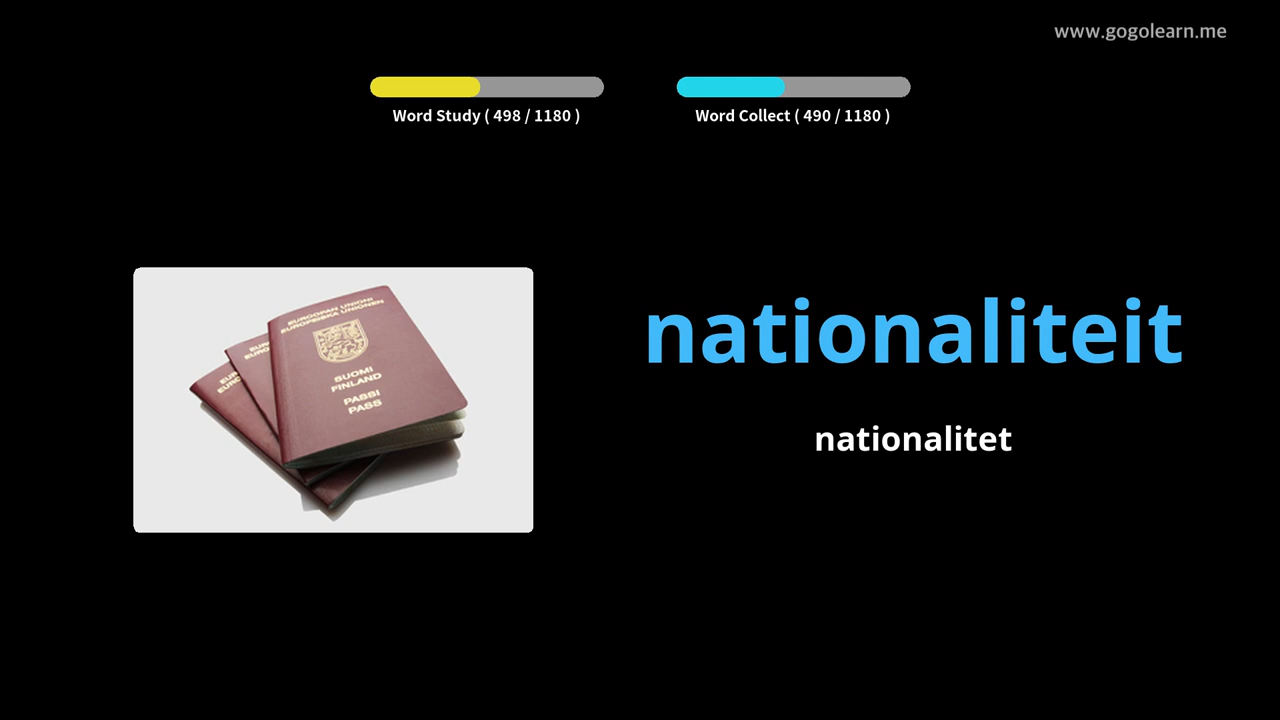 www.gogolearn.me
Word Study ( 498 / 1180 )
Word Collect ( 490 / 1180 )
nationaliteit
nationalitet
EUROOPAN UNIONI
EUROPEISKA UNIONEN
SUOMI
FINLAND
PASSI
PASS